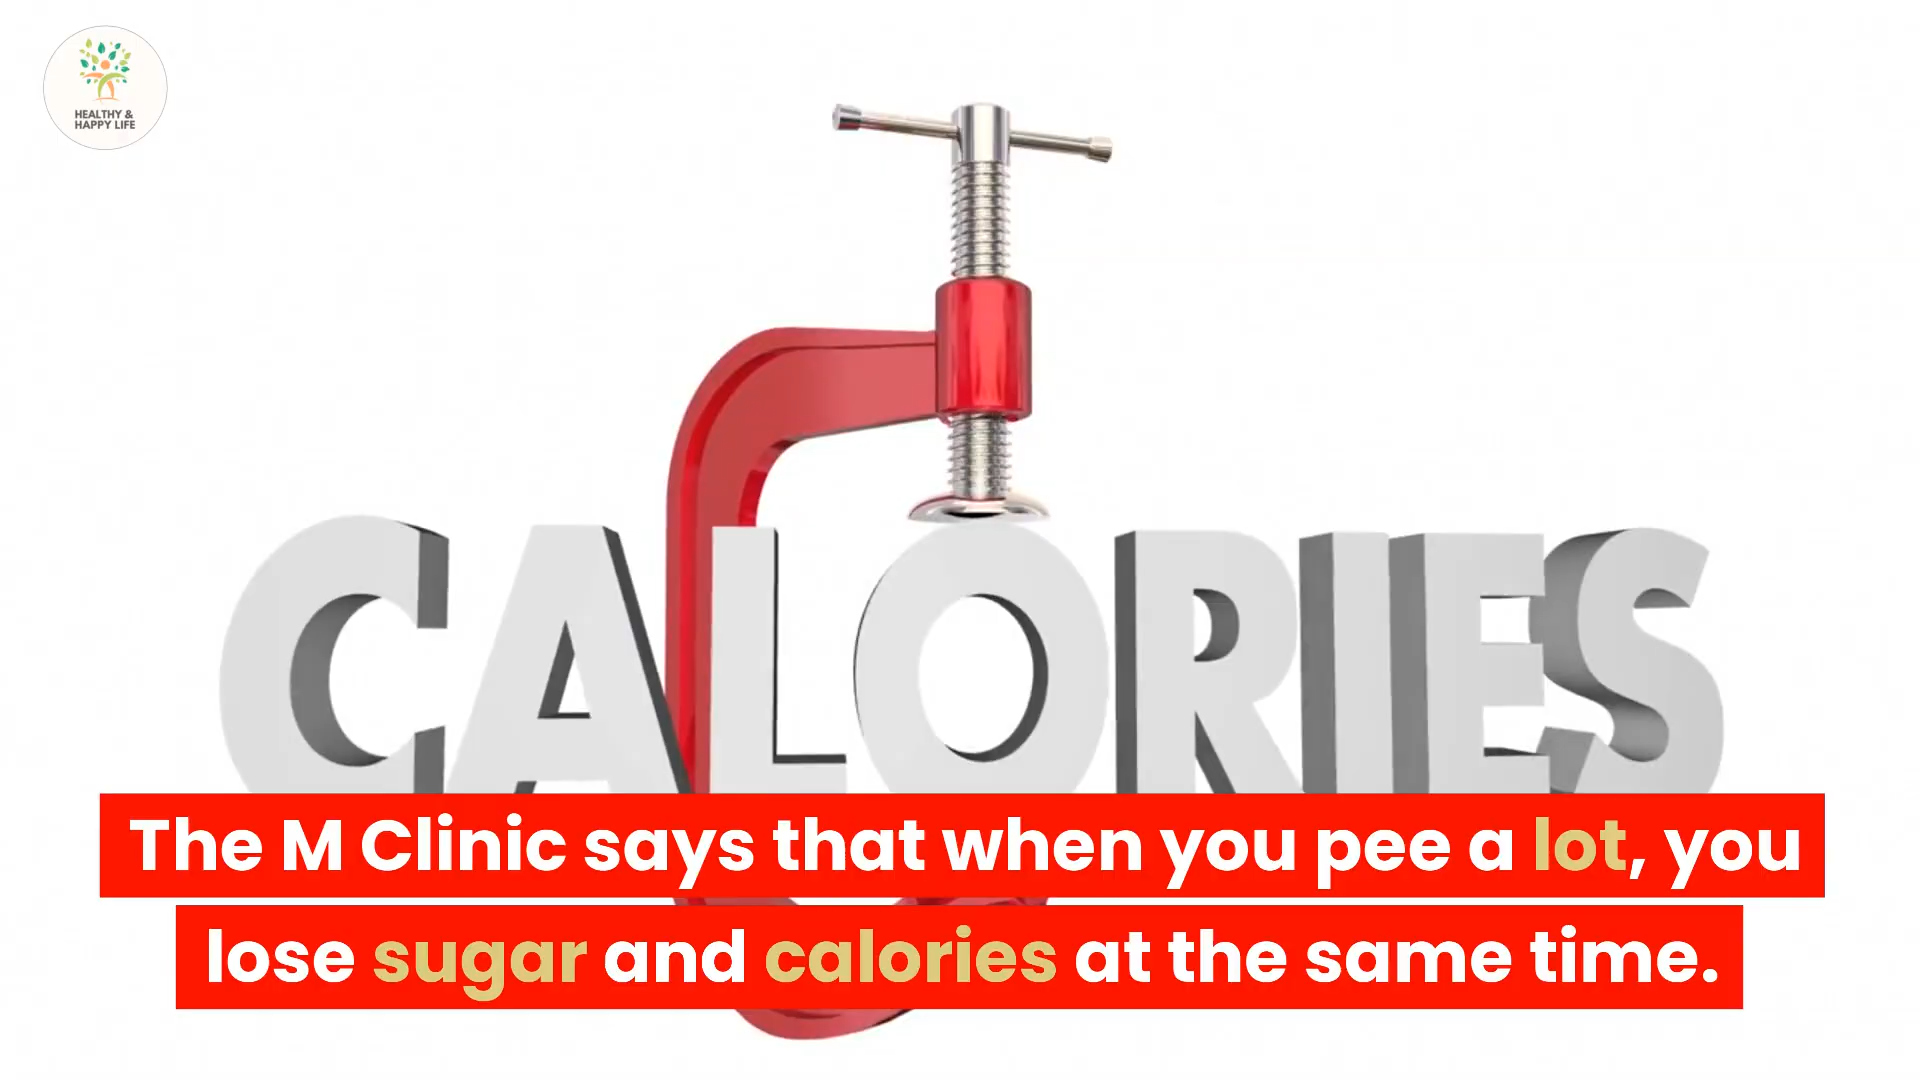 HEALTHY &
HAPPY LIFE
CALORIES
The M Clinic says that when you pee a lot, you
lose sugar and calories at the same time.